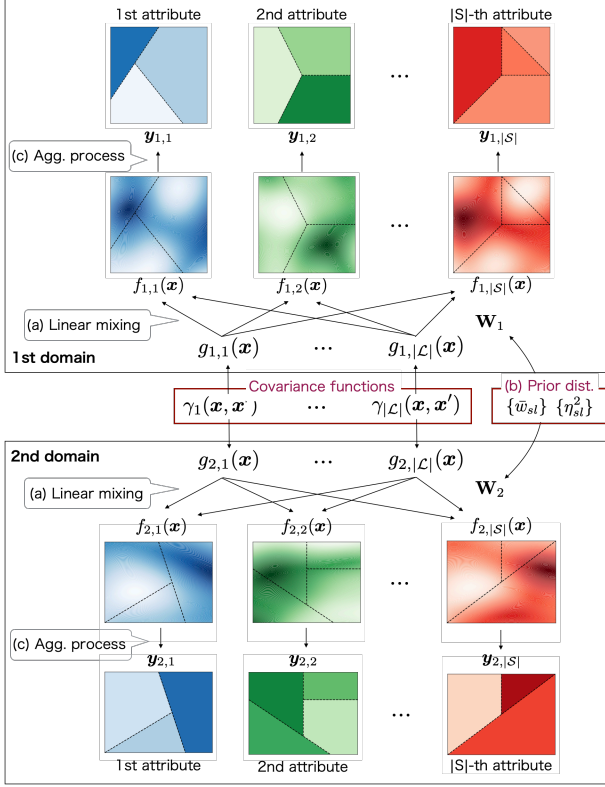 1st attribute 2nd attribute |S|-th attribute
...
y₁,₁ y₁,₂ y₁,|𝒮|
(c) Agg. process
...
f₁,₁(x) f₁,₂(x) f₁,|𝒮|(x)
(a) Linear mixing
W₁
g₁,₁(x) ... g₁,|ℒ|(x)
1st domain
Covariance functions (b) Prior dist.
γ₁(x, x′) ... γ|ℒ|(x, x′) {w̄ₛₗ} {η²ₛₗ}
2nd domain
g₂,₁(x) ... g₂,|ℒ|(x)
(a) Linear mixing W₂
f₂,₁(x) f₂,₂(x) f₂,|𝒮|(x)
...
(c) Agg. process
y₂,₁ y₂,₂ y₂,|𝒮|
...
1st attribute 2nd attribute |S|-th attribute